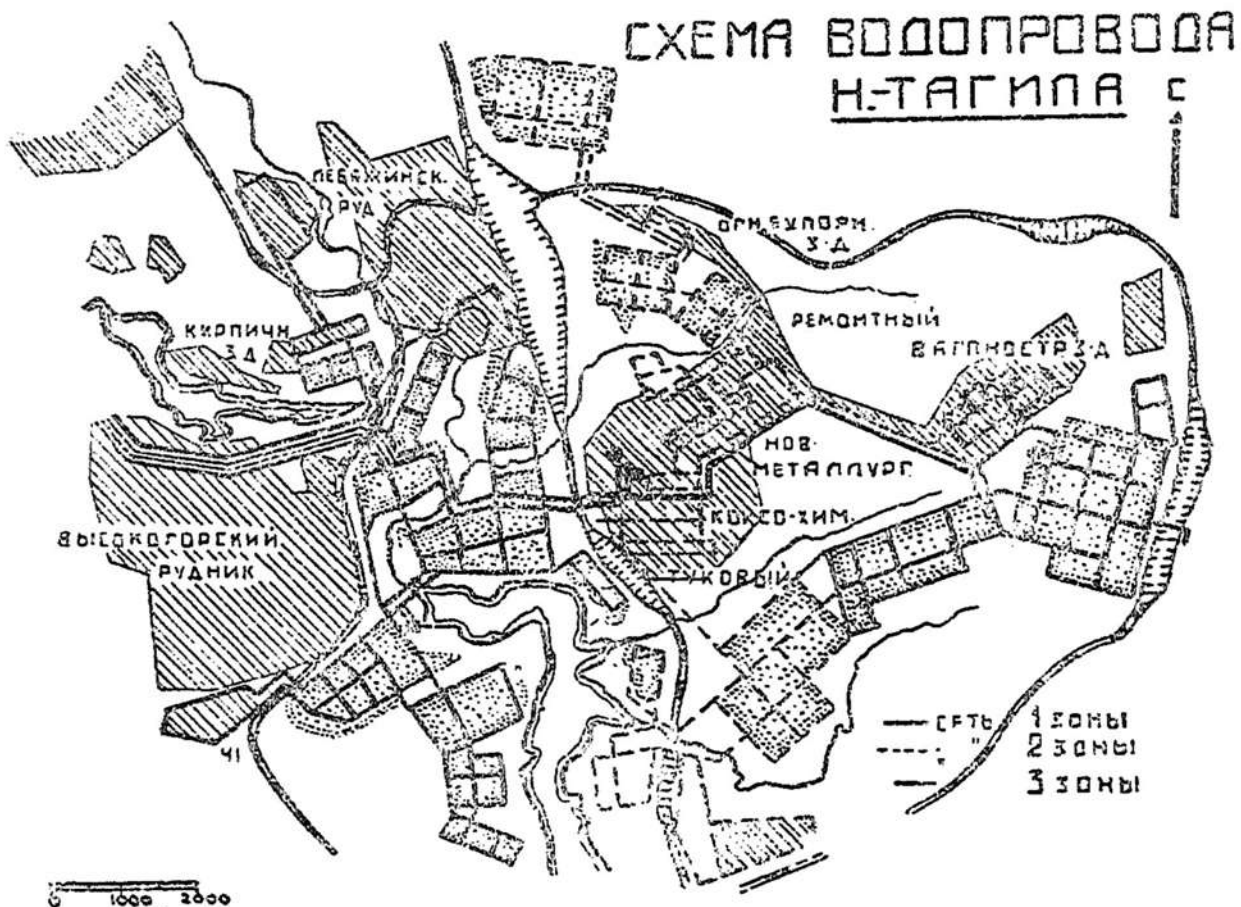 СХЕМА ВОДОПРОВОДА
Н.-ТАГИЛА
С
ЛЕБЯЖИНСК.
РУД
ОГНЕУПОРН.
З-Д
КИРПИЧН.
З-Д
РЕМОНТНЫЙ
ВАГОНОСТР З-Д
НОВ.
МЕТАЛЛУРГ.
КОКСО-ХИМ.
ТУКОВЫЙ
ВЫСОКОГОРСКИЙ
РУДНИК
41
СЕТЬ 1 ЗОНЫ
" 2 ЗОНЫ
" 3 ЗОНЫ
0 1000 2000